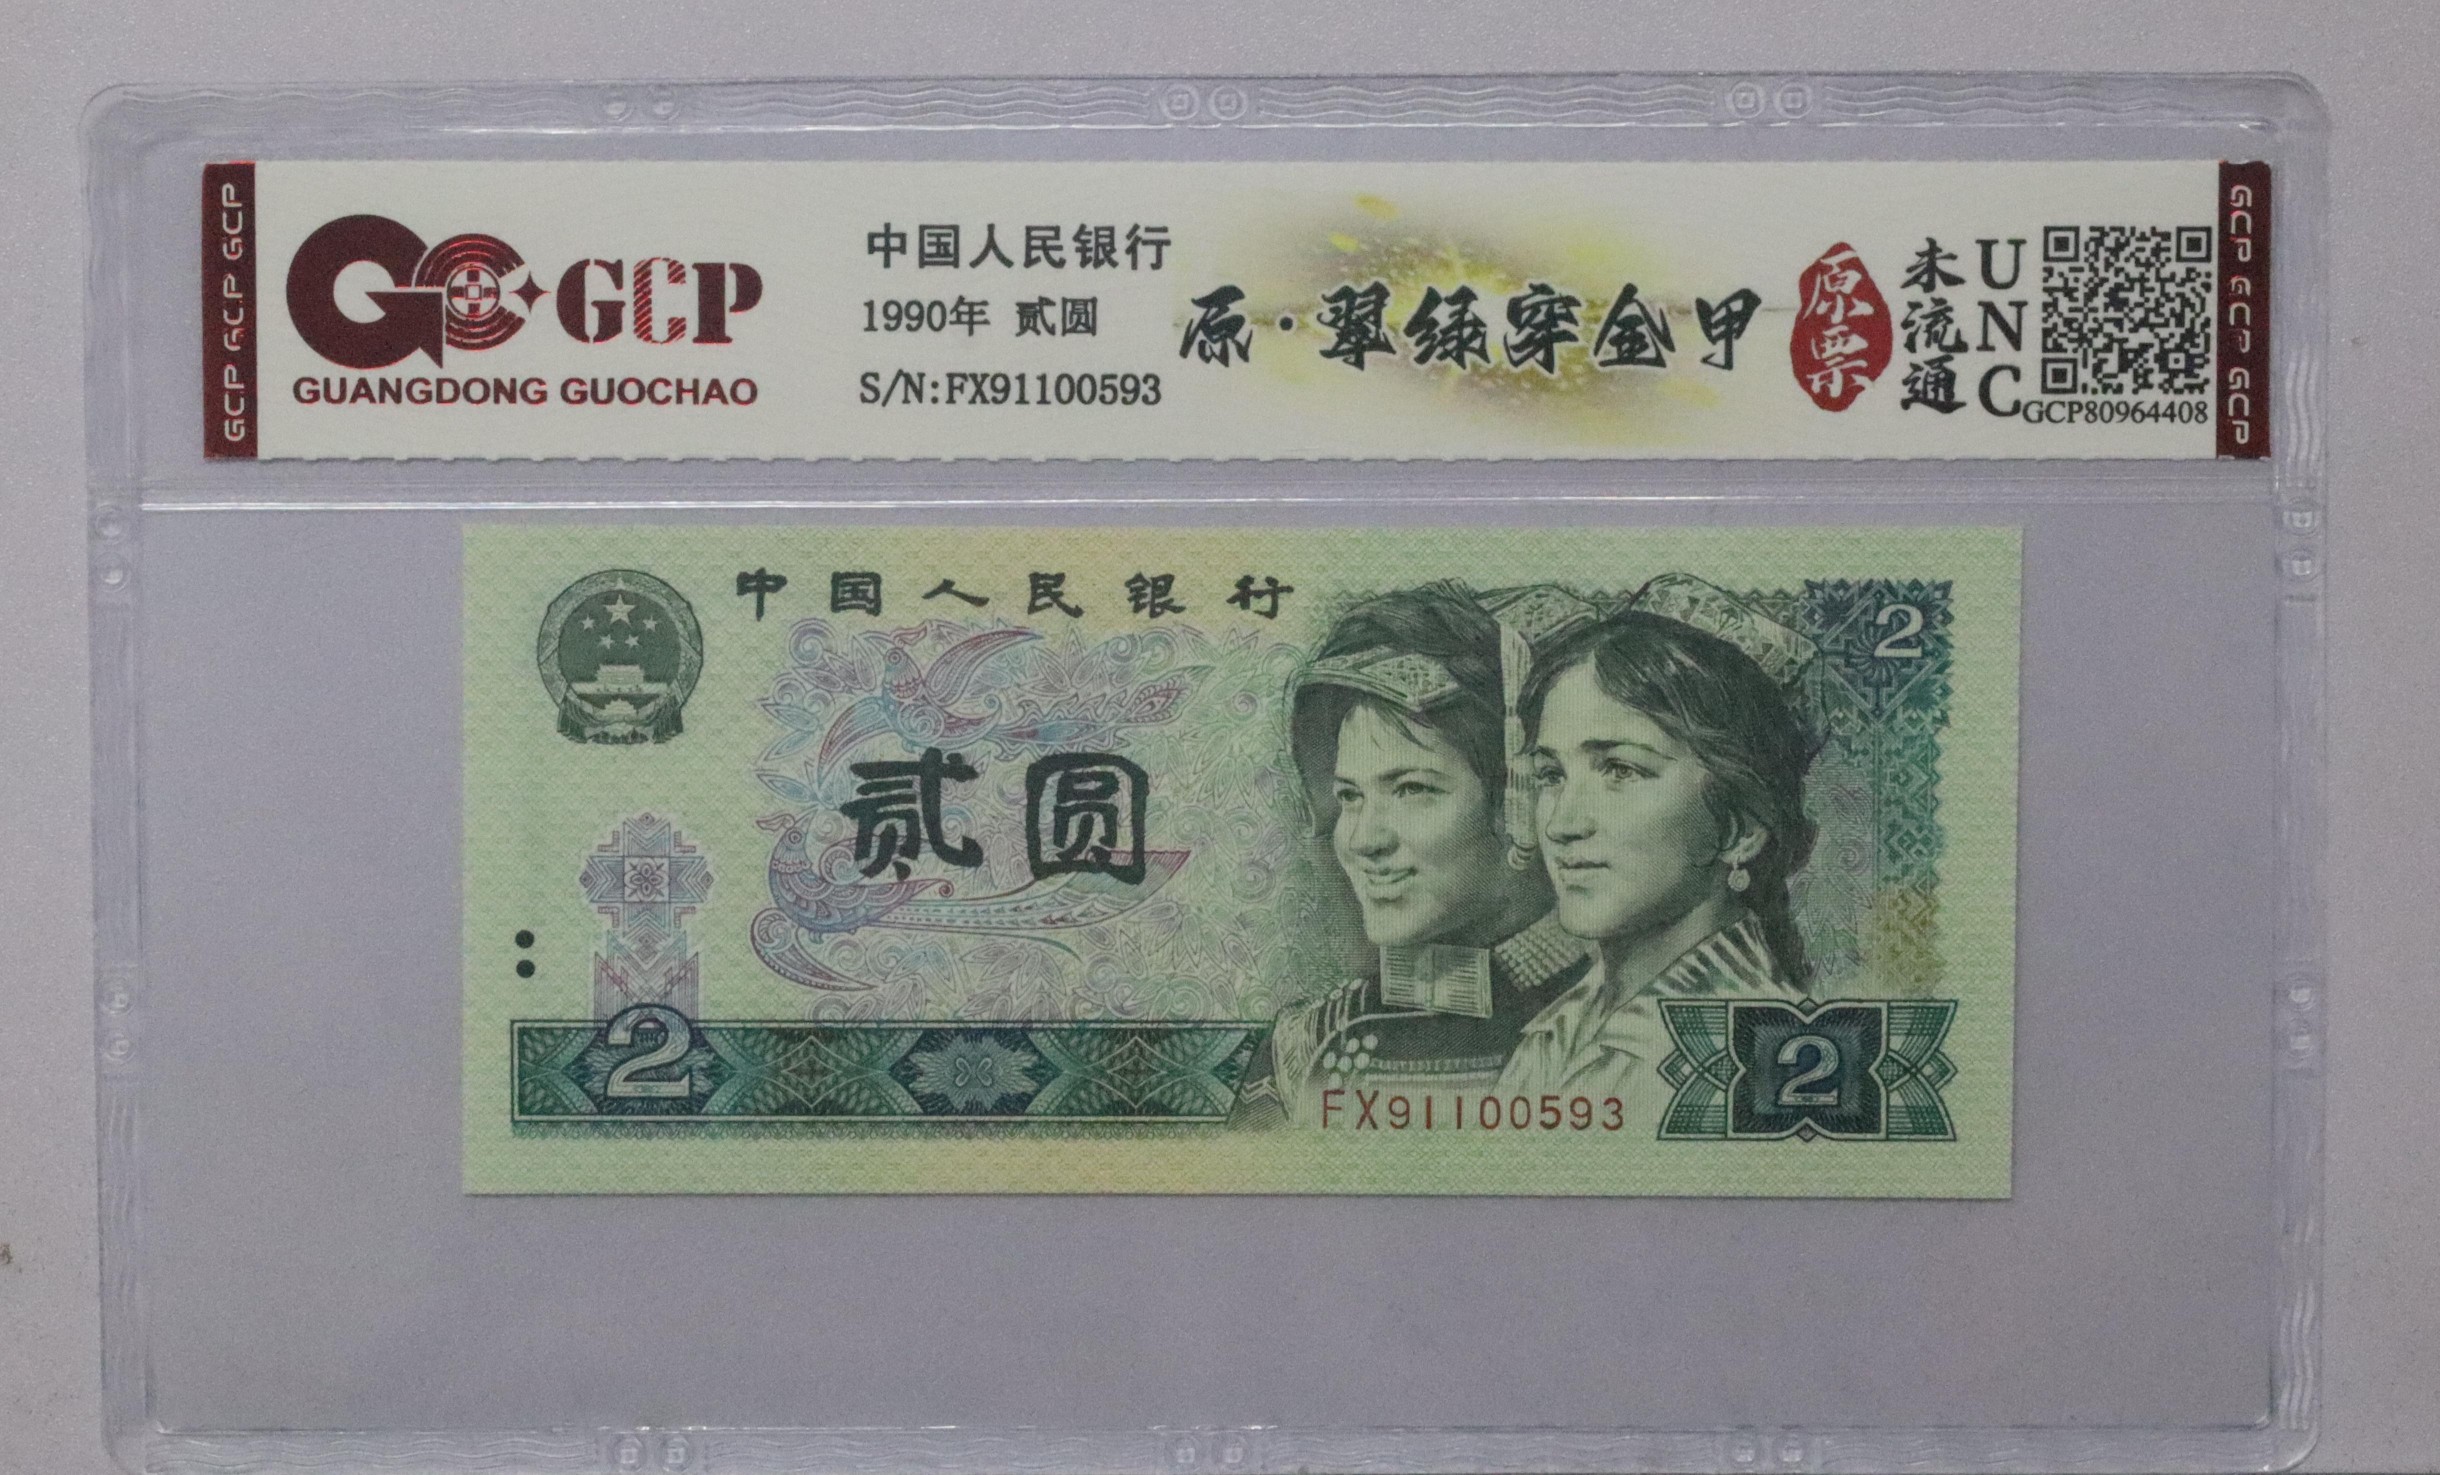 GCP GCP GCP
GCP
GUANGDONG GUOCHAO
中国人民银行
1990年 贰圆
S/N:FX91100593
原·翠绿穿金甲
原票
未流通
UNC
GCP80964408
GCP GCP GCP
中国人民银行
2
贰圆
2
FX91100593
2